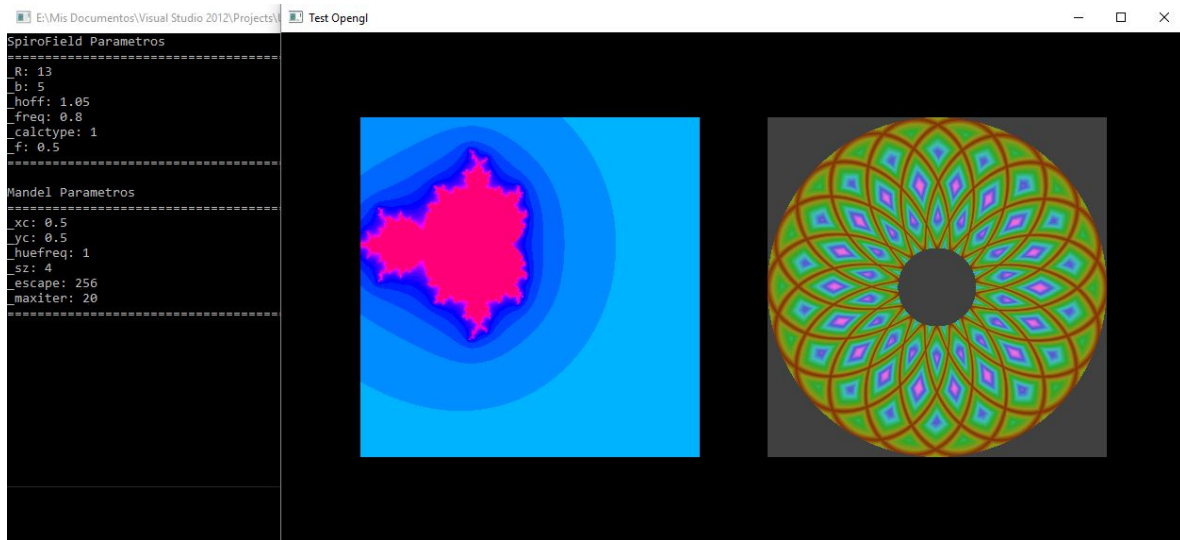 E:\Mis Documentos\Visual Studio 2012\Projects\
Test Opengl
SpiroField Parametros
=====================================
_R: 13
_b: 5
_hoff: 1.05
_freq: 0.8
_calctype: 1
_f: 0.5
=====================================
Mandel Parametros
=====================================
_xc: 0.5
_yc: 0.5
_huefreq: 1
_sz: 4
_escape: 256
_maxiter: 20
=====================================